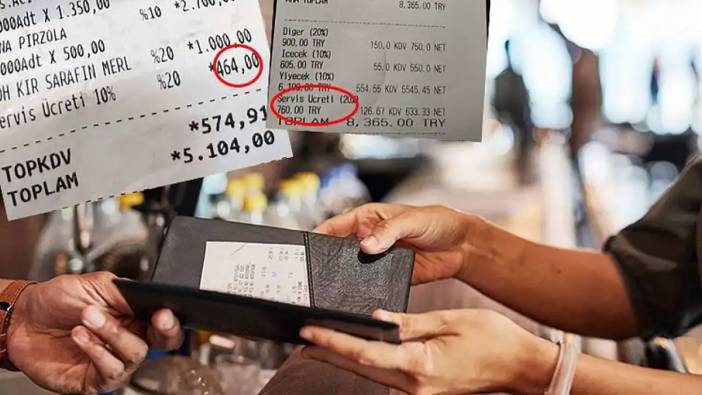 000Adt X 1.350,00
%10 *2.700,00
NA PIRZOLA
000Adt X 500,00
%20 *1.000,00
OH KIR SARAFIN MERL
%20 *464,00
ervis Ücreti 10%
TOPKDV *574,91
TOPLAM *5.104,00
8,365.00 TRY
Diger (20%)
900.00 TRY 150.0 KDV 750.0 NET
Icecek (10%)
605.00 TRY 55.0 KDV 550.0 NET
Yiyecek (10%)
6,100.00 TRY 554.55 KDV 5545.45 NET
Servis Ücreti (20%)
760.00 TRY 126.67 KDV 633.33 NET
TOPLAM 8,365.00 TRY